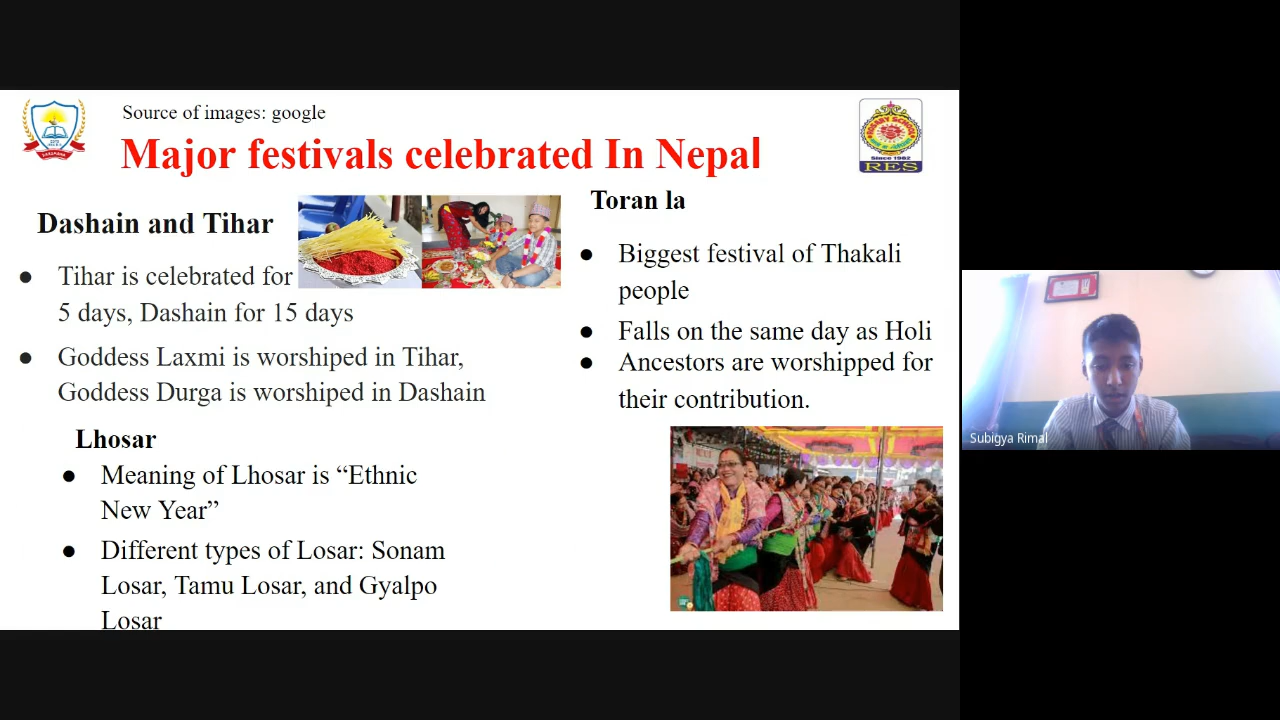 Source of images: google
Major festivals celebrated In Nepal
Dashain and Tihar
● Tihar is celebrated for
5 days, Dashain for 15 days
● Goddess Laxmi is worshiped in Tihar,
Goddess Durga is worshiped in Dashain
Lhosar
● Meaning of Lhosar is “Ethnic
New Year”
● Different types of Losar: Sonam
Losar, Tamu Losar, and Gyalpo
Losar
Toran la
● Biggest festival of Thakali
people
● Falls on the same day as Holi
● Ancestors are worshipped for
their contribution.
Since 1982
RES
Subigya Rimal